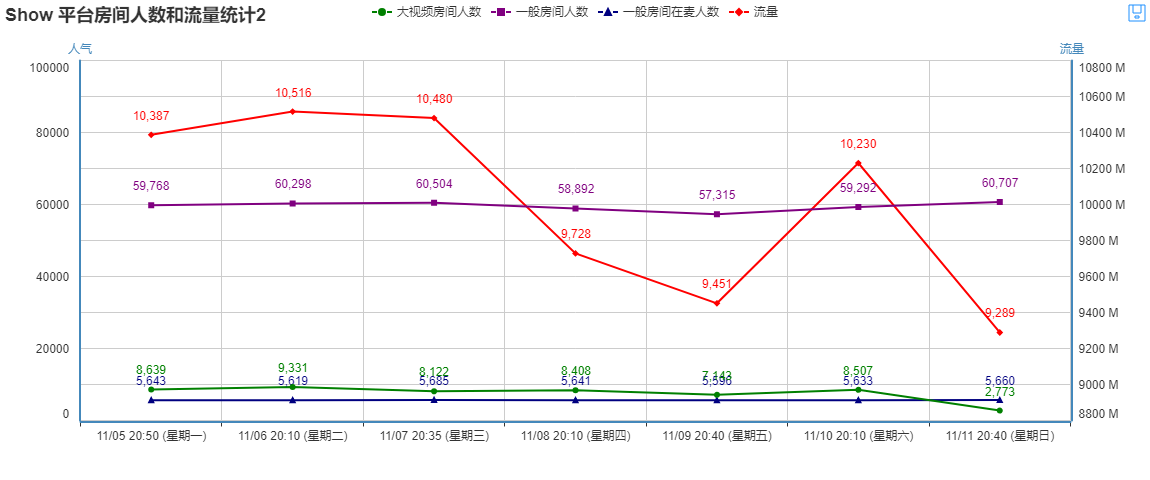 Show 平台房间人数和流量统计2
大视频房间人数 一般房间人数 一般房间在麦人数 流量
人气 流量
100000 10800 M
10600 M
80000 10400 M
10200 M
60000 10000 M
9800 M
40000 9600 M
9400 M
20000 9200 M
9000 M
0 8800 M
10,387 10,516 10,480 9,728 9,451 10,230 9,289
59,768 60,298 60,504 58,892 57,315 59,292 60,707
8,639 9,331 8,122 8,408 7,143 8,507 2,773
5,643 5,619 5,685 5,641 5,596 5,633 5,660
11/05 20:50 (星期一) 11/06 20:10 (星期二) 11/07 20:35 (星期三) 11/08 20:10 (星期四) 11/09 20:40 (星期五) 11/10 20:10 (星期六) 11/11 20:40 (星期日)